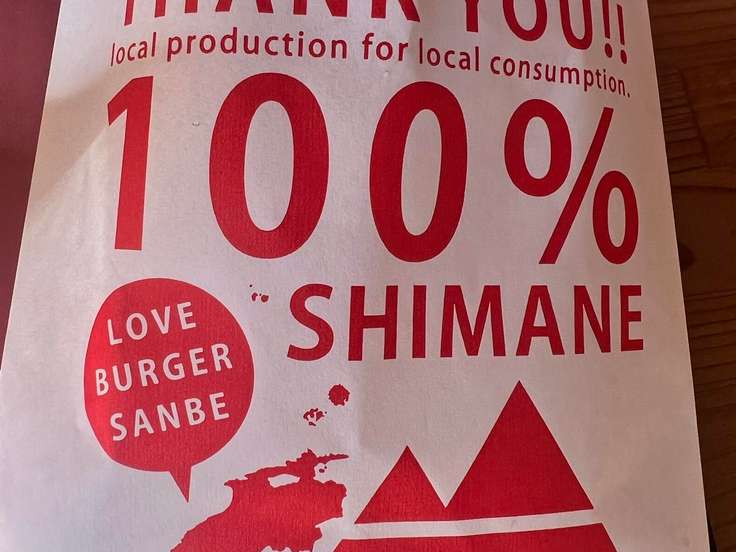 THANK YOU!!
local production for local consumption.
100%
SHIMANE
LOVE
BURGER
SANBE